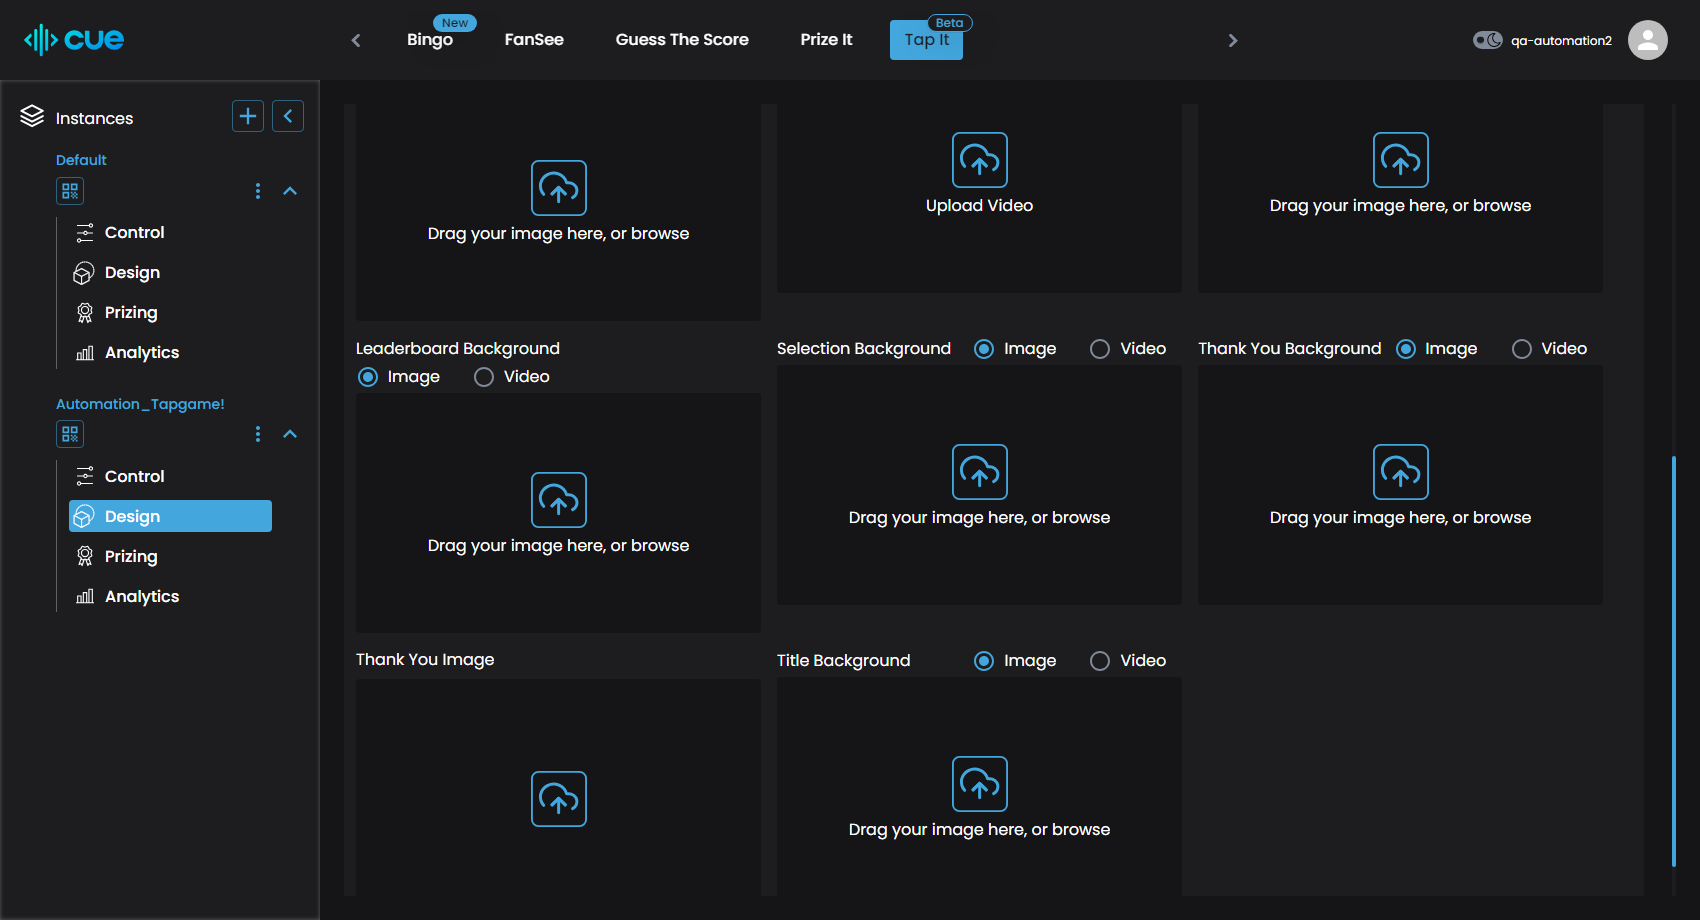 cue
Bingo
New
FanSee
Guess The Score
Prize It
Tap It
Beta
qa-automation2
Instances
Default
Control
Design
Prizing
Analytics
Automation_Tapgame!
Control
Design
Prizing
Analytics
Drag your image here, or browse
Upload Video
Drag your image here, or browse
Leaderboard Background
Image Video
Drag your image here, or browse
Selection Background Image Video
Drag your image here, or browse
Thank You Background Image Video
Drag your image here, or browse
Thank You Image
Title Background Image Video
Drag your image here, or browse